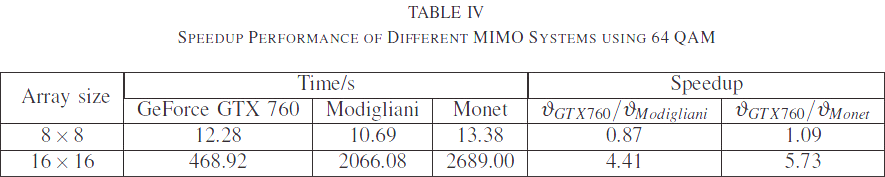 TABLE IV
SPEEDUP PERFORMANCE OF DIFFERENT MIMO SYSTEMS USING 64 QAM
Array size Time/s Speedup
GeForce GTX 760 Modigliani Monet ϑGTX760/ϑModigliani ϑGTX760/ϑMonet
8 × 8 12.28 10.69 13.38 0.87 1.09
16 × 16 468.92 2066.08 2689.00 4.41 5.73